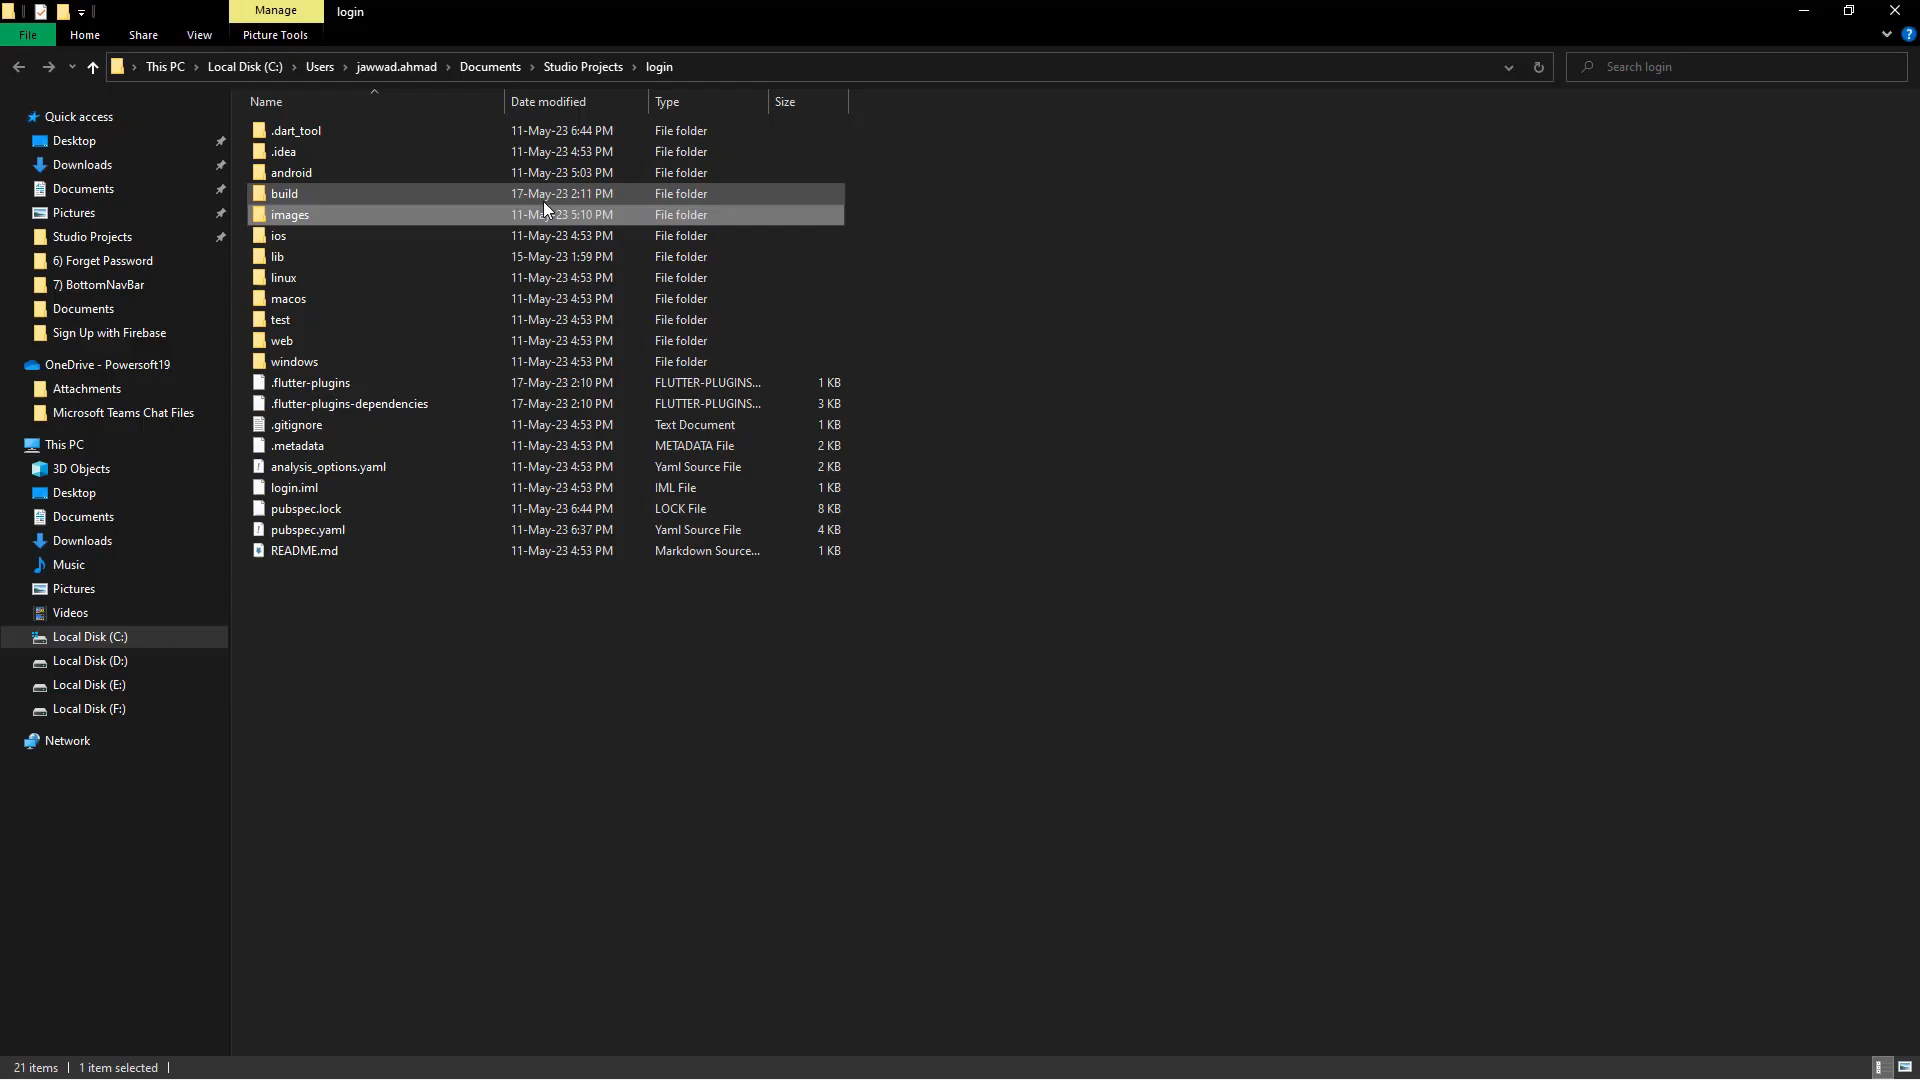 Manage
login
File
Home
Share
View
Picture Tools
This PC
Local Disk (C:)
Users
jawwad.ahmad
Documents
Studio Projects
login
Search login
Quick access
Desktop
Downloads
Documents
Pictures
Studio Projects
6) Forget Password
7) BottomNavBar
Documents
Sign Up with Firebase
OneDrive - Powersoft19
Attachments
Microsoft Teams Chat Files
This PC
3D Objects
Desktop
Documents
Downloads
Music
Pictures
Videos
Local Disk (C:)
Local Disk (D:)
Local Disk (E:)
Local Disk (F:)
Network
Name Date modified Type Size
.dart_tool 11-May-23 6:44 PM File folder
.idea 11-May-23 4:53 PM File folder
android 11-May-23 5:03 PM File folder
build 17-May-23 2:11 PM File folder
images 11-May-23 5:10 PM File folder
ios 11-May-23 4:53 PM File folder
lib 15-May-23 1:59 PM File folder
linux 11-May-23 4:53 PM File folder
macos 11-May-23 4:53 PM File folder
test 11-May-23 4:53 PM File folder
web 11-May-23 4:53 PM File folder
windows 11-May-23 4:53 PM File folder
.flutter-plugins 17-May-23 2:10 PM FLUTTER-PLUGINS... 1 KB
.flutter-plugins-dependencies 17-May-23 2:10 PM FLUTTER-PLUGINS... 3 KB
.gitignore 11-May-23 4:53 PM Text Document 1 KB
.metadata 11-May-23 4:53 PM METADATA File 2 KB
analysis_options.yaml 11-May-23 4:53 PM Yaml Source File 2 KB
login.iml 11-May-23 4:53 PM IML File 1 KB
pubspec.lock 11-May-23 6:44 PM LOCK File 8 KB
pubspec.yaml 11-May-23 6:37 PM Yaml Source File 4 KB
README.md 11-May-23 4:53 PM Markdown Source... 1 KB
21 items
1 item selected